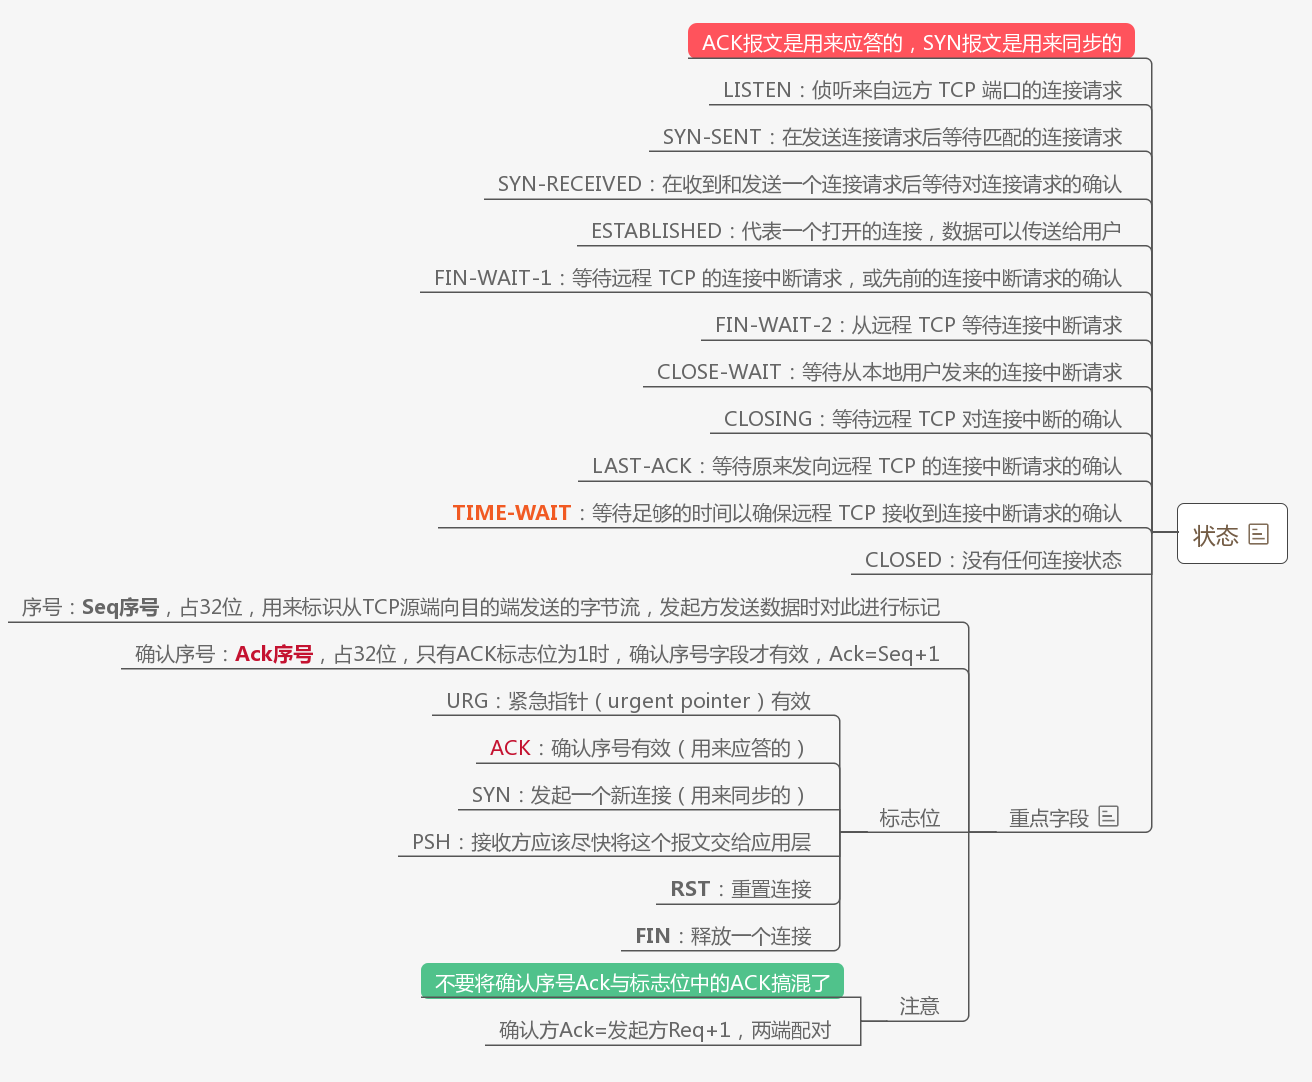 ACK报文是用来应答的，SYN报文是用来同步的
LISTEN：侦听来自远方 TCP 端口的连接请求
SYN-SENT：在发送连接请求后等待匹配的连接请求
SYN-RECEIVED：在收到和发送一个连接请求后等待对连接请求的确认
ESTABLISHED：代表一个打开的连接，数据可以传送给用户
FIN-WAIT-1：等待远程 TCP 的连接中断请求，或先前的连接中断请求的确认
FIN-WAIT-2：从远程 TCP 等待连接中断请求
CLOSE-WAIT：等待从本地用户发来的连接中断请求
CLOSING：等待远程 TCP 对连接中断的确认
LAST-ACK：等待原来发向远程 TCP 的连接中断请求的确认
TIME-WAIT：等待足够的时间以确保远程 TCP 接收到连接中断请求的确认
CLOSED：没有任何连接状态
状态
序号：Seq序号，占32位，用来标识从TCP源端向目的端发送的字节流，发起方发送数据时对此进行标记
确认序号：Ack序号，占32位，只有ACK标志位为1时，确认序号字段才有效，Ack=Seq+1
URG：紧急指针（urgent pointer）有效
ACK：确认序号有效（用来应答的）
SYN：发起一个新连接（用来同步的）
PSH：接收方应该尽快将这个报文交给应用层
RST：重置连接
FIN：释放一个连接
标志位
重点字段
不要将确认序号Ack与标志位中的ACK搞混了
确认方Ack=发起方Req+1，两端配对
注意